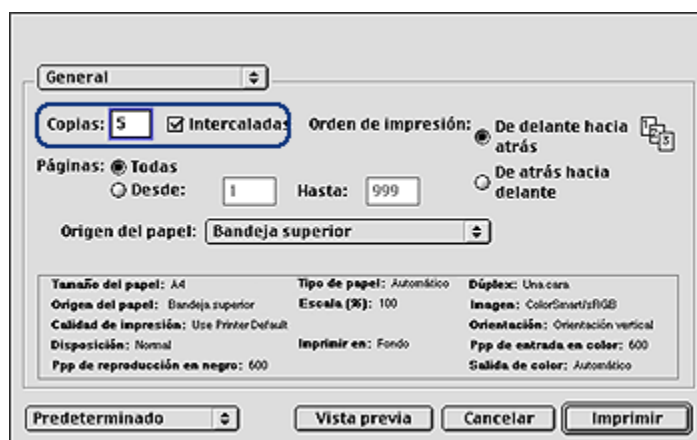 General
Copias: 5 Intercaladas
Orden de impresión: De delante hacia atrás
1 2 3
De atrás hacia delante
Páginas: Todas
Desde: 1 Hasta: 999
Origen del papel: Bandeja superior
Tamaño del papel: A4 Tipo de papel: Automático Dúplex: Una cara
Origen del papel: Bandeja superior Escala (%): 100 Imagen: ColorSmart/sRGB
Calidad de impresión: Use Printer Default Orientación: Orientación vertical
Disposición: Normal Imprimir en: Fondo Ppp de entrada en color: 600
Ppp de reproducción en negro: 600 Salida de color: Automático
Predeterminado Vista previa Cancelar Imprimir